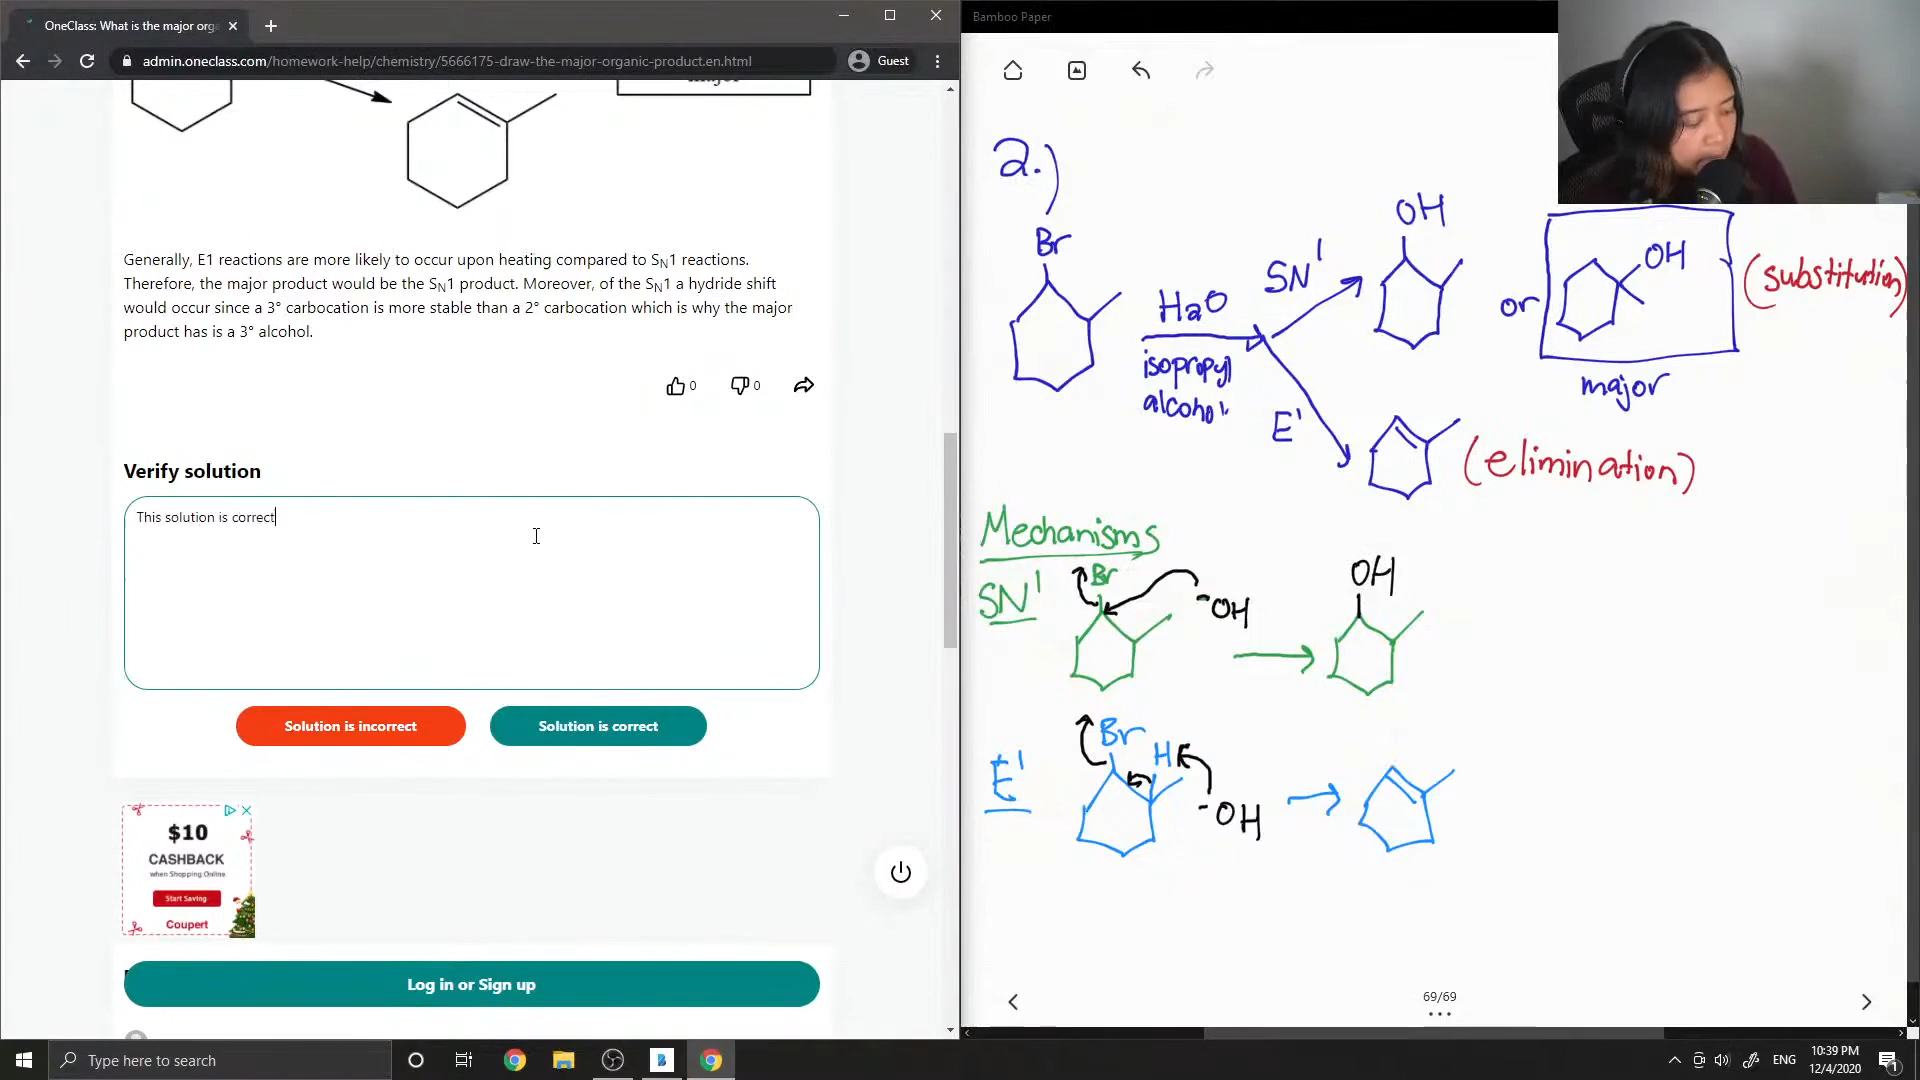 OneClass: What is the major org
admin.oneclass.com/homework-help/chemistry/5666175-draw-the-major-organic-product.en.html
Guest
Generally, E1 reactions are more likely to occur upon heating compared to SN1 reactions.
Therefore, the major product would be the SN1 product. Moreover, of the SN1 a hydride shift
would occur since a 3° carbocation is more stable than a 2° carbocation which is why the major
product has is a 3° alcohol.
0
0
Verify solution
This solution is correct
Solution is incorrect
Solution is correct
$10
CASHBACK
when Shopping Online
Start Saving
Coupert
Log in or Sign up
Bamboo Paper
2.)
Br
H2O
isopropyl
alcohol
SN1
OH
or
OH
(substitution)
major
E1
(elimination)
Mechanisms
SN1
Br
-OH
OH
E1
Br
H
-OH
69/69
Type here to search
ENG
10:39 PM
12/4/2020
1